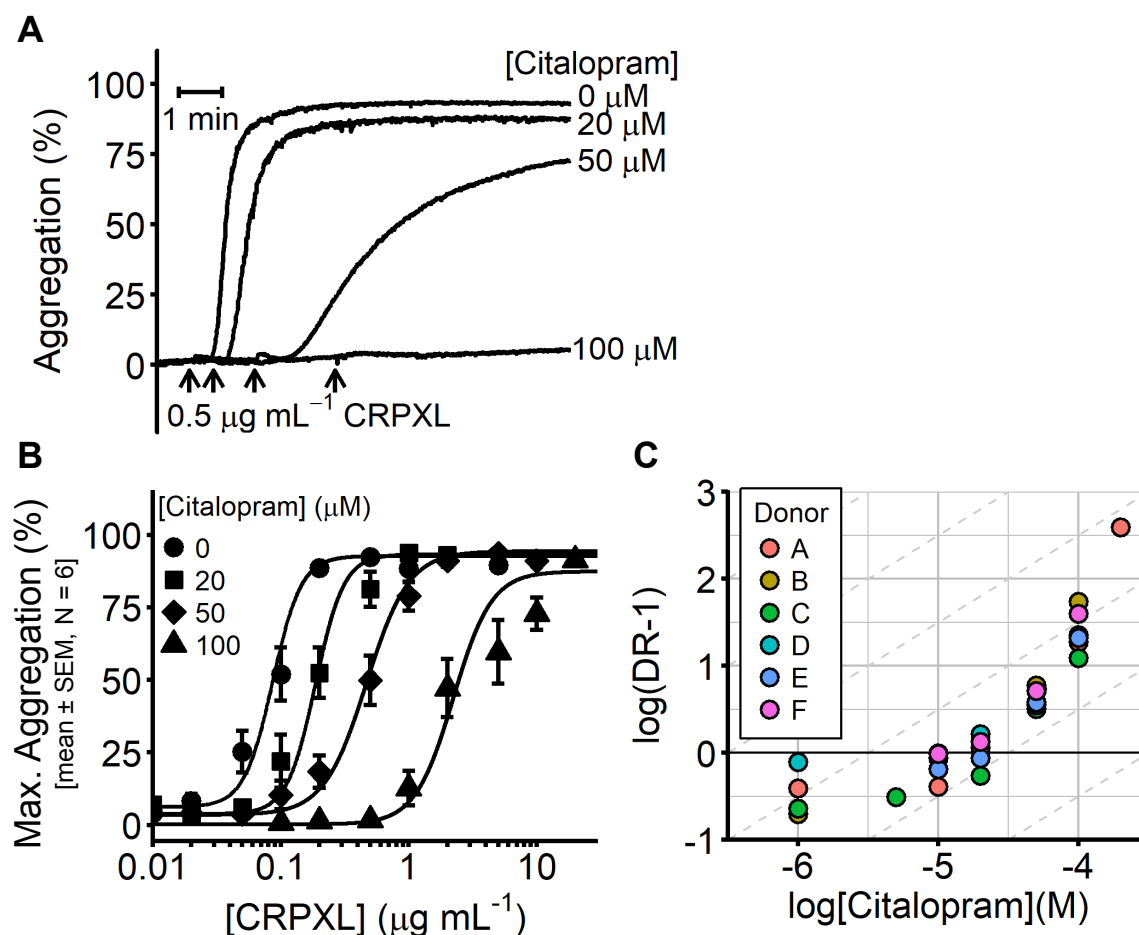 A
Aggregation (%)
100
75
50
25
0
1 min
[Citalopram]
0 μM
20 μM
50 μM
100 μM
0.5 μg mL⁻¹ CRPXL
B
Max. Aggregation (%)
[mean ± SEM, N = 6]
100
75
50
25
0
[Citalopram] (μM)
0
20
50
100
0.01 0.1 1 10
[CRPXL] (μg mL⁻¹)
C
log(DR-1)
3
2
1
0
-1
Donor
A
B
C
D
E
F
-6 -5 -4
log[Citalopram](M)